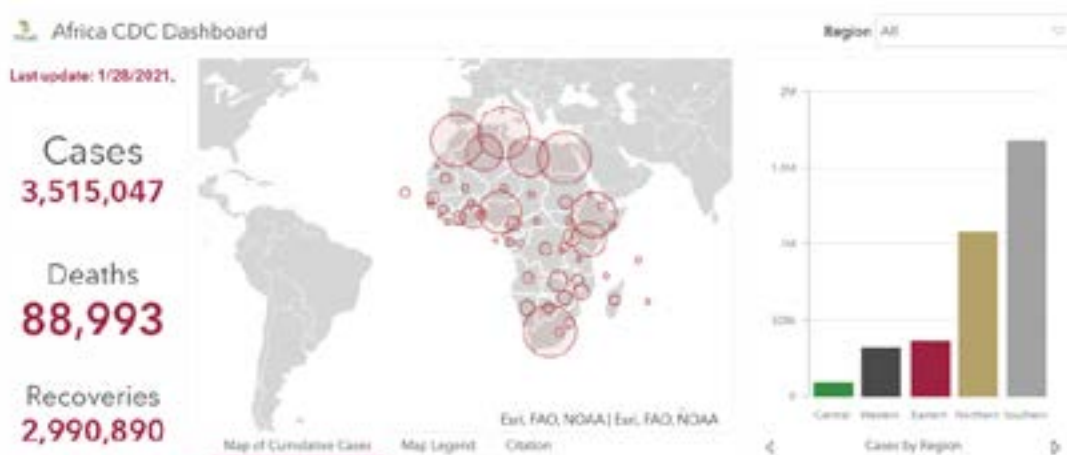 Africa CDC Dashboard
Region All
Last update: 1/28/2021,
Cases
3,515,047
Deaths
88,993
Recoveries
2,990,890
Esri, FAO, NOAA | Esri, FAO, NOAA
Map of Cumulative Cases Map Legend Citation
2M
1.5M
1M
500k
0
Central Western Eastern Northern Southern
Cases by Region